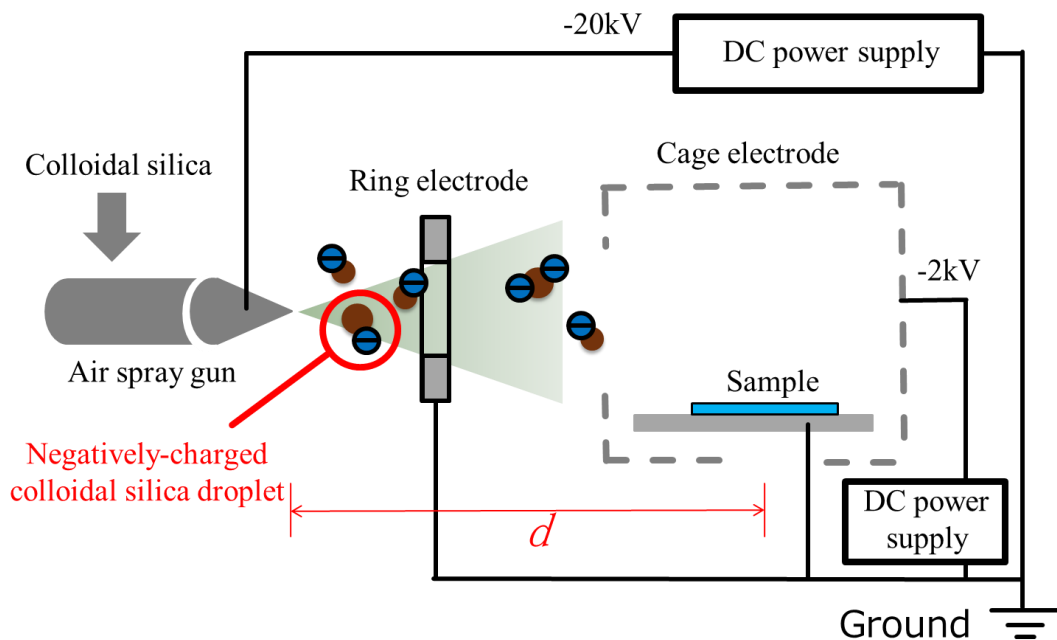 -20kV
DC power supply
Colloidal silica
Cage electrode
Ring electrode
-2kV
Air spray gun
Sample
Negatively-charged
colloidal silica droplet
d
DC power
supply
Ground